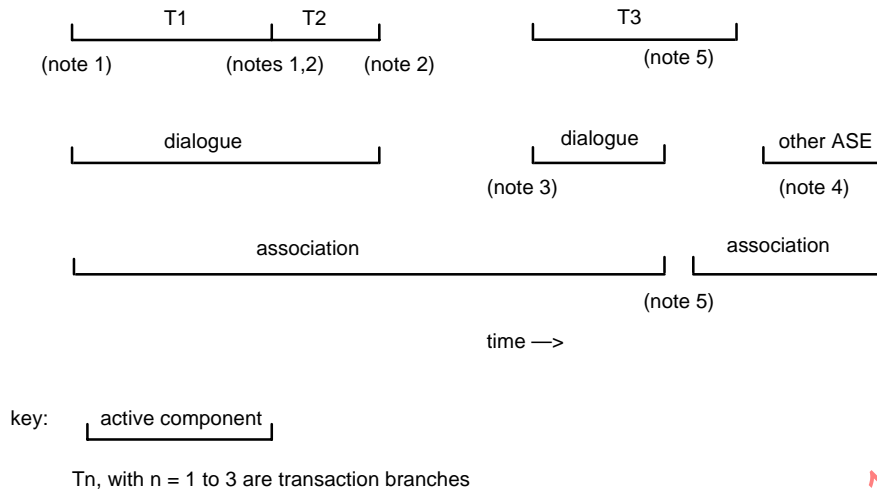 T1 T2 T3
(note 1) (notes 1,2) (note 2) (note 5)
dialogue dialogue other ASE
(note 3) (note 4)
association association
(note 5)
time —>
key: active component
Tn, with n = 1 to 3 are transaction branches